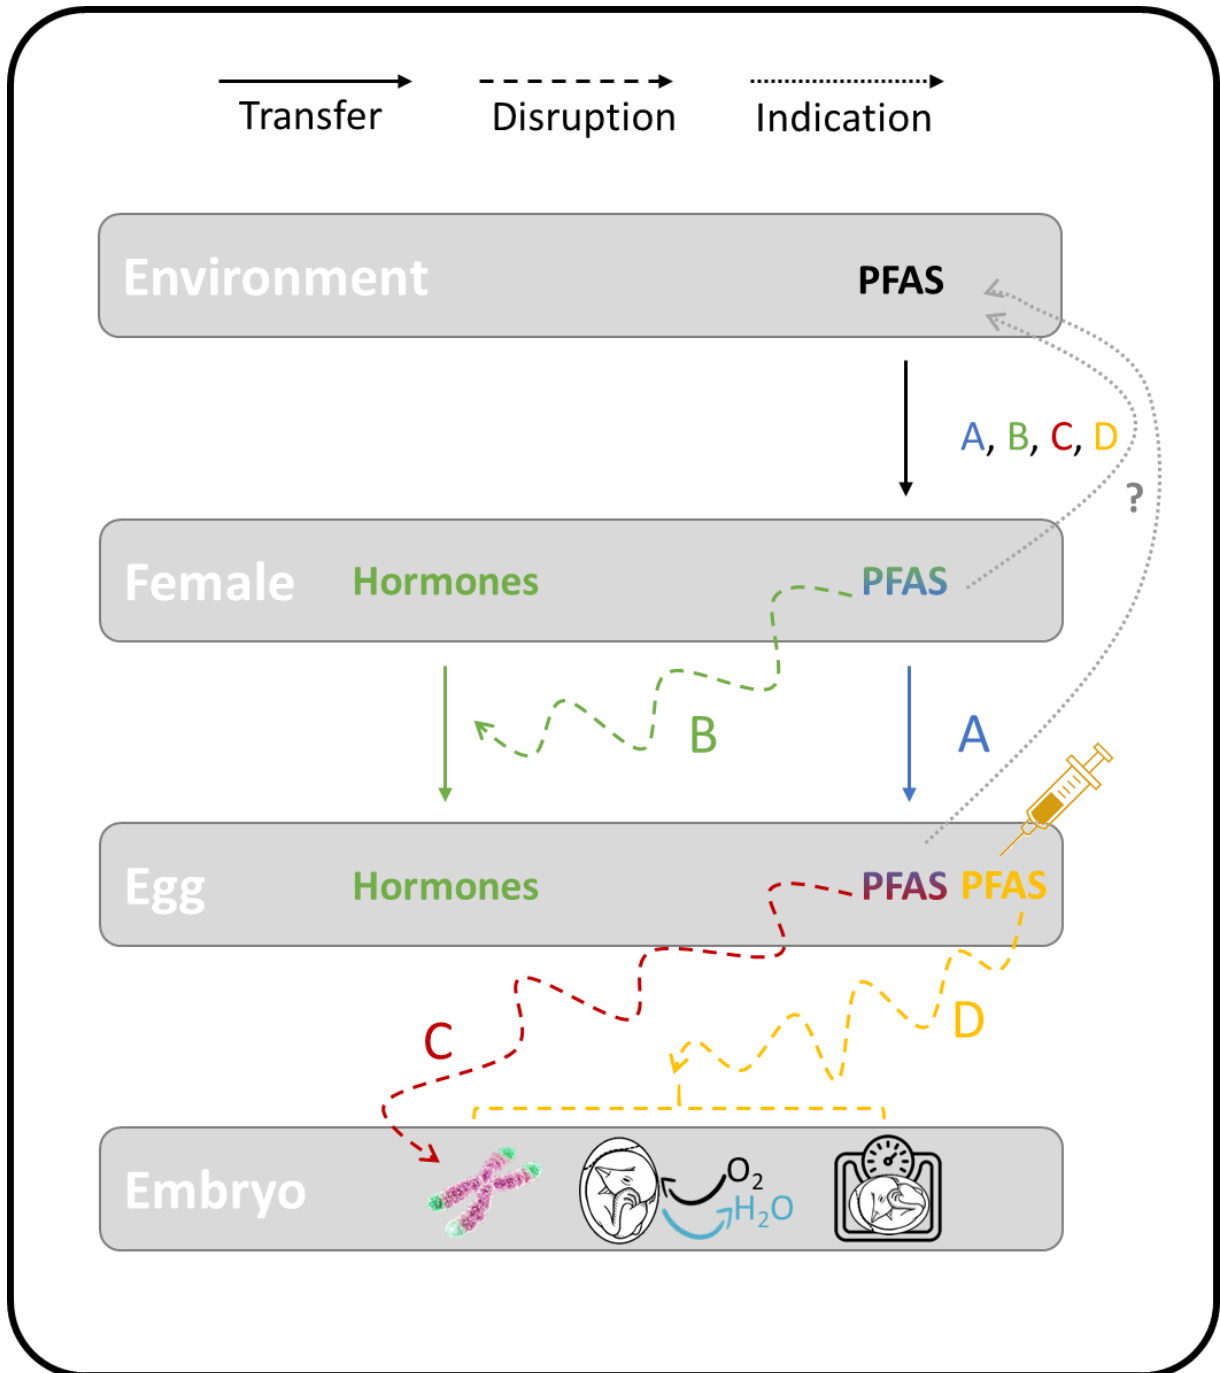 Transfer
Disruption
Indication
Environment
PFAS
A, B, C, D
?
Female
Hormones
PFAS
B
A
Egg
Hormones
PFAS
PFAS
C
D
Embryo
O₂
H₂O